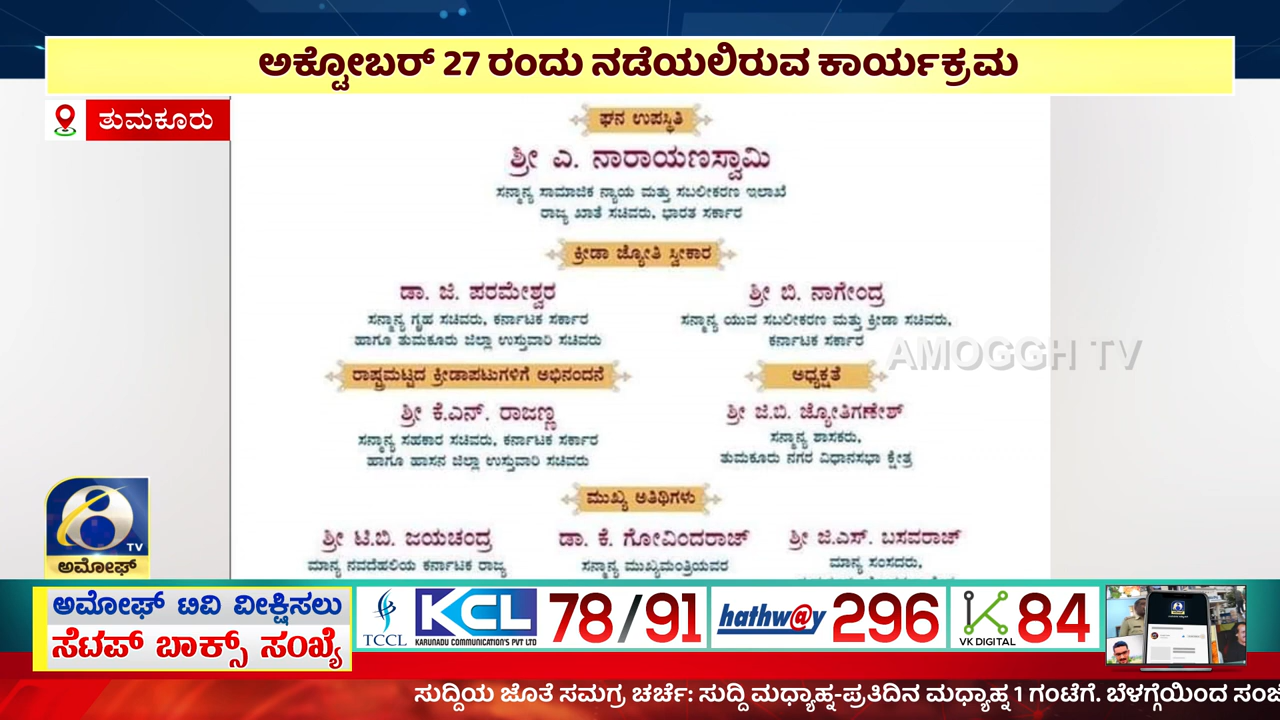 ಅಕ್ಟೋಬರ್ 27 ರಂದು ನಡೆಯಲಿರುವ ಕಾರ್ಯಕ್ರಮ
ತುಮಕೂರು
ಘನ ಉಪಸ್ಥಿತಿ
ಶ್ರೀ ಎ. ನಾರಾಯಣಸ್ವಾಮಿ
ಸನ್ಮಾನ್ಯ ಸಾಮಾಜಿಕ ನ್ಯಾಯ ಮತ್ತು ಸಬಲೀಕರಣ ಇಲಾಖೆ
ರಾಜ್ಯ ಖಾತೆ ಸಚಿವರು, ಭಾರತ ಸರ್ಕಾರ
ಕ್ರೀಡಾ ಜ್ಯೋತಿ ಸ್ವೀಕಾರ
ಡಾ. ಜಿ. ಪರಮೇಶ್ವರ
ಸನ್ಮಾನ್ಯ ಗೃಹ ಸಚಿವರು, ಕರ್ನಾಟಕ ಸರ್ಕಾರ
ಹಾಗೂ ತುಮಕೂರು ಜಿಲ್ಲಾ ಉಸ್ತುವಾರಿ ಸಚಿವರು
ಶ್ರೀ ಬಿ. ನಾಗೇಂದ್ರ
ಸನ್ಮಾನ್ಯ ಯುವ ಸಬಲೀಕರಣ ಮತ್ತು ಕ್ರೀಡಾ ಸಚಿವರು,
ಕರ್ನಾಟಕ ಸರ್ಕಾರ
AMOGGH TV
ರಾಷ್ಟ್ರಮಟ್ಟದ ಕ್ರೀಡಾಪಟುಗಳಿಗೆ ಅಭಿನಂದನೆ
ಶ್ರೀ ಕೆ.ಎನ್. ರಾಜಣ್ಣ
ಸನ್ಮಾನ್ಯ ಸಹಕಾರ ಸಚಿವರು, ಕರ್ನಾಟಕ ಸರ್ಕಾರ
ಹಾಗೂ ಹಾಸನ ಜಿಲ್ಲಾ ಉಸ್ತುವಾರಿ ಸಚಿವರು
ಅಧ್ಯಕ್ಷತೆ
ಶ್ರೀ ಜಿ.ಬಿ. ಜ್ಯೋತಿಗಣೇಶ್
ಸನ್ಮಾನ್ಯ ಶಾಸಕರು,
ತುಮಕೂರು ನಗರ ವಿಧಾನಸಭಾ ಕ್ಷೇತ್ರ
ಮುಖ್ಯ ಅತಿಥಿಗಳು
ಶ್ರೀ ಟಿ.ಬಿ. ಜಯಚಂದ್ರ
ಮಾನ್ಯ ನವದೆಹಲಿಯ ಕರ್ನಾಟಕ ರಾಜ್ಯ
ಡಾ. ಕೆ. ಗೋವಿಂದರಾಜ್
ಸನ್ಮಾನ್ಯ ಮುಖ್ಯಮಂತ್ರಿಯವರ
ಶ್ರೀ ಜಿ.ಎಸ್. ಬಸವರಾಜ್
ಮಾನ್ಯ ಸಂಸದರು,
TV
ಅಮೋಘ್
ಅಮೋಘ್ ಟಿವಿ ವೀಕ್ಷಿಸಲು
ಸೆಟಪ್ ಬಾಕ್ಸ್ ಸಂಖ್ಯೆ
TCCL
KCL
KARUNADU COMMUNICATION'S PVT LTD
78/91
hathw@y
296
VK DIGITAL
84
ಸುದ್ದಿಯ ಜೊತೆ ಸಮಗ್ರ ಚರ್ಚೆ: ಸುದ್ದಿ ಮಧ್ಯಾಹ್ನ-ಪ್ರತಿದಿನ ಮಧ್ಯಾಹ್ನ 1 ಗಂಟೆಗೆ. ಬೆಳಗ್ಗೆಯಿಂದ ಸಂಜೆ